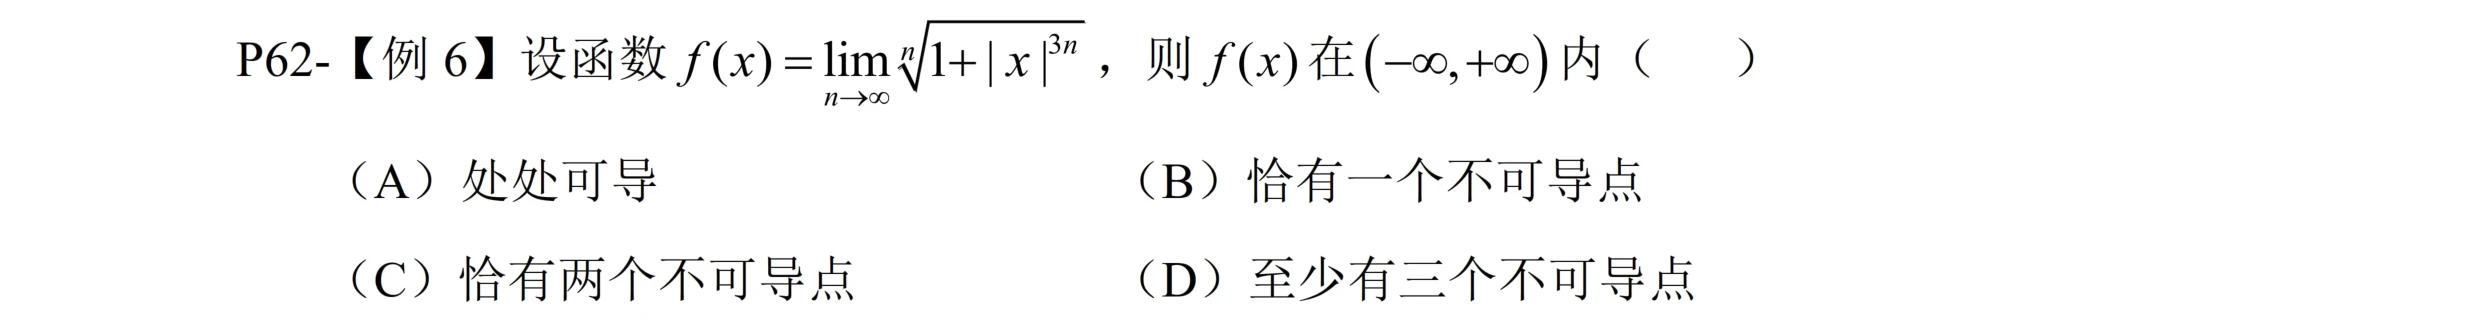 P62-【例 6】设函数 $f(x)=\lim\limits_{n\to\infty}\sqrt[n]{1+|x|^{3n}}$，则 $f(x)$ 在 $(-\infty,+\infty)$ 内（　　）
（A）处处可导　　（B）恰有一个不可导点
（C）恰有两个不可导点　　（D）至少有三个不可导点